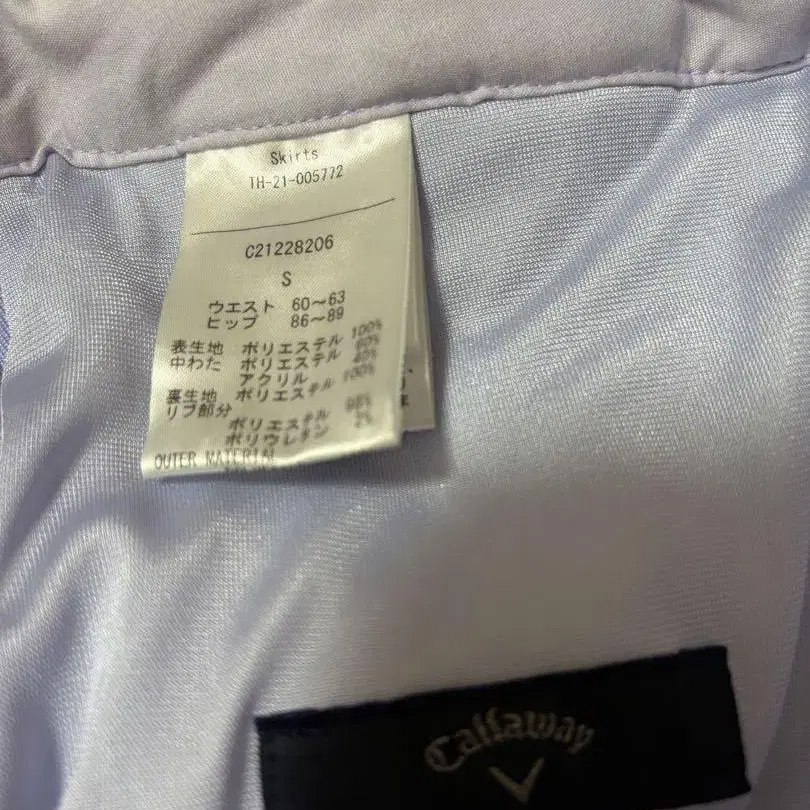 Skirts
TH-21-005772
C21228206
S
ウエスト 60～63
ヒップ 86～89
表生地 ポリエステル 100%
中わた ポリエステル 60%
アクリル 40%
裏生地 ポリエステル 100%
リブ部分
ポリエステル 98%
ポリウレタン 2%
OUTER MATERIAL
Callaway